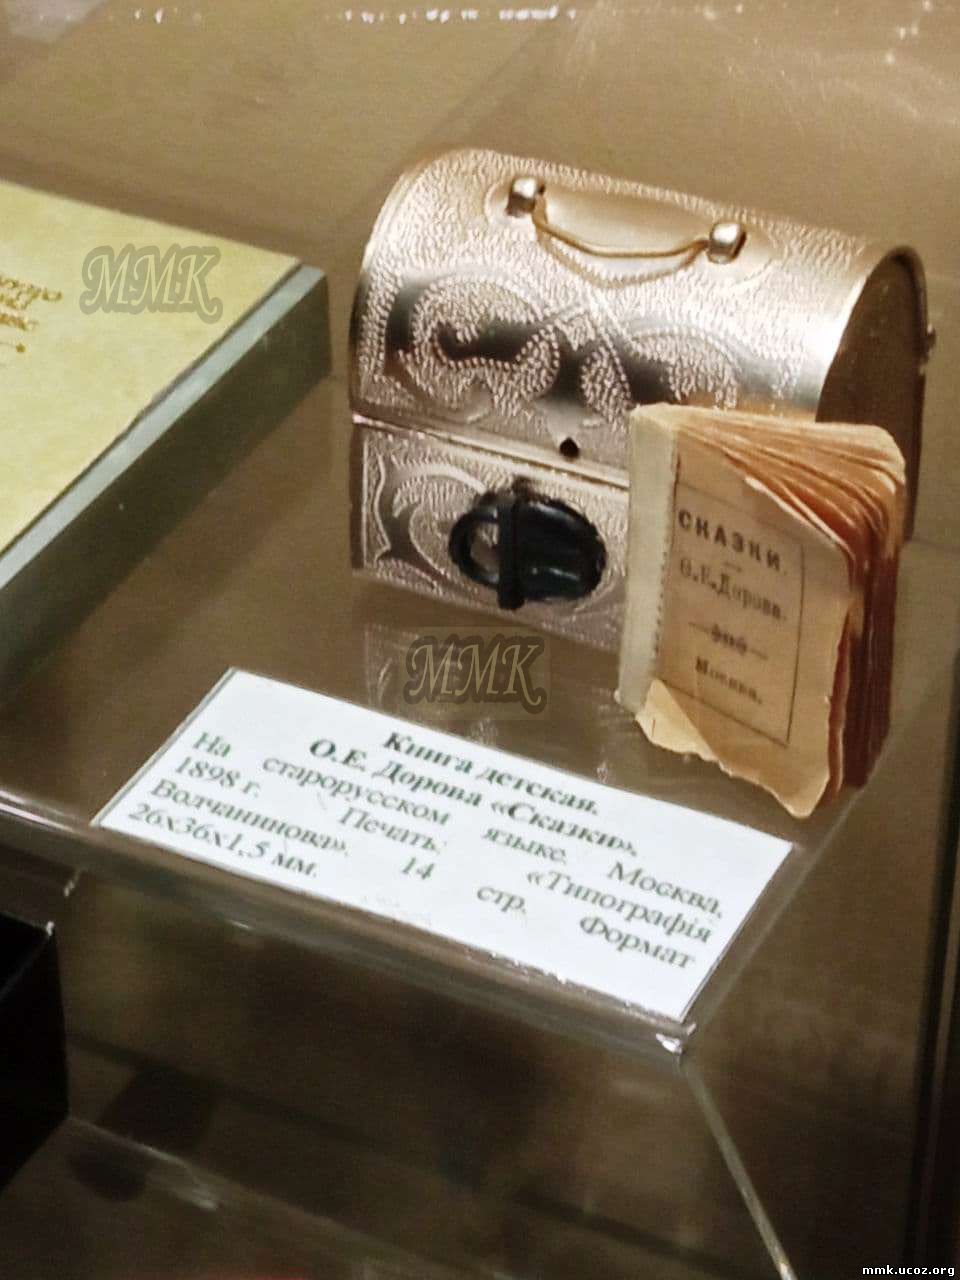 MMK
СКАЗКИ.
Ѳ.Е.Дорова.
Москва.
MMK
Книга детская.
О.Е. Дорова «Сказки».
На старорусском языке. Москва,
1898 г. Печать: «Типографія
Волчанинова». 14 стр. Формат
26х36х1,5 мм.
mmk.ucoz.org